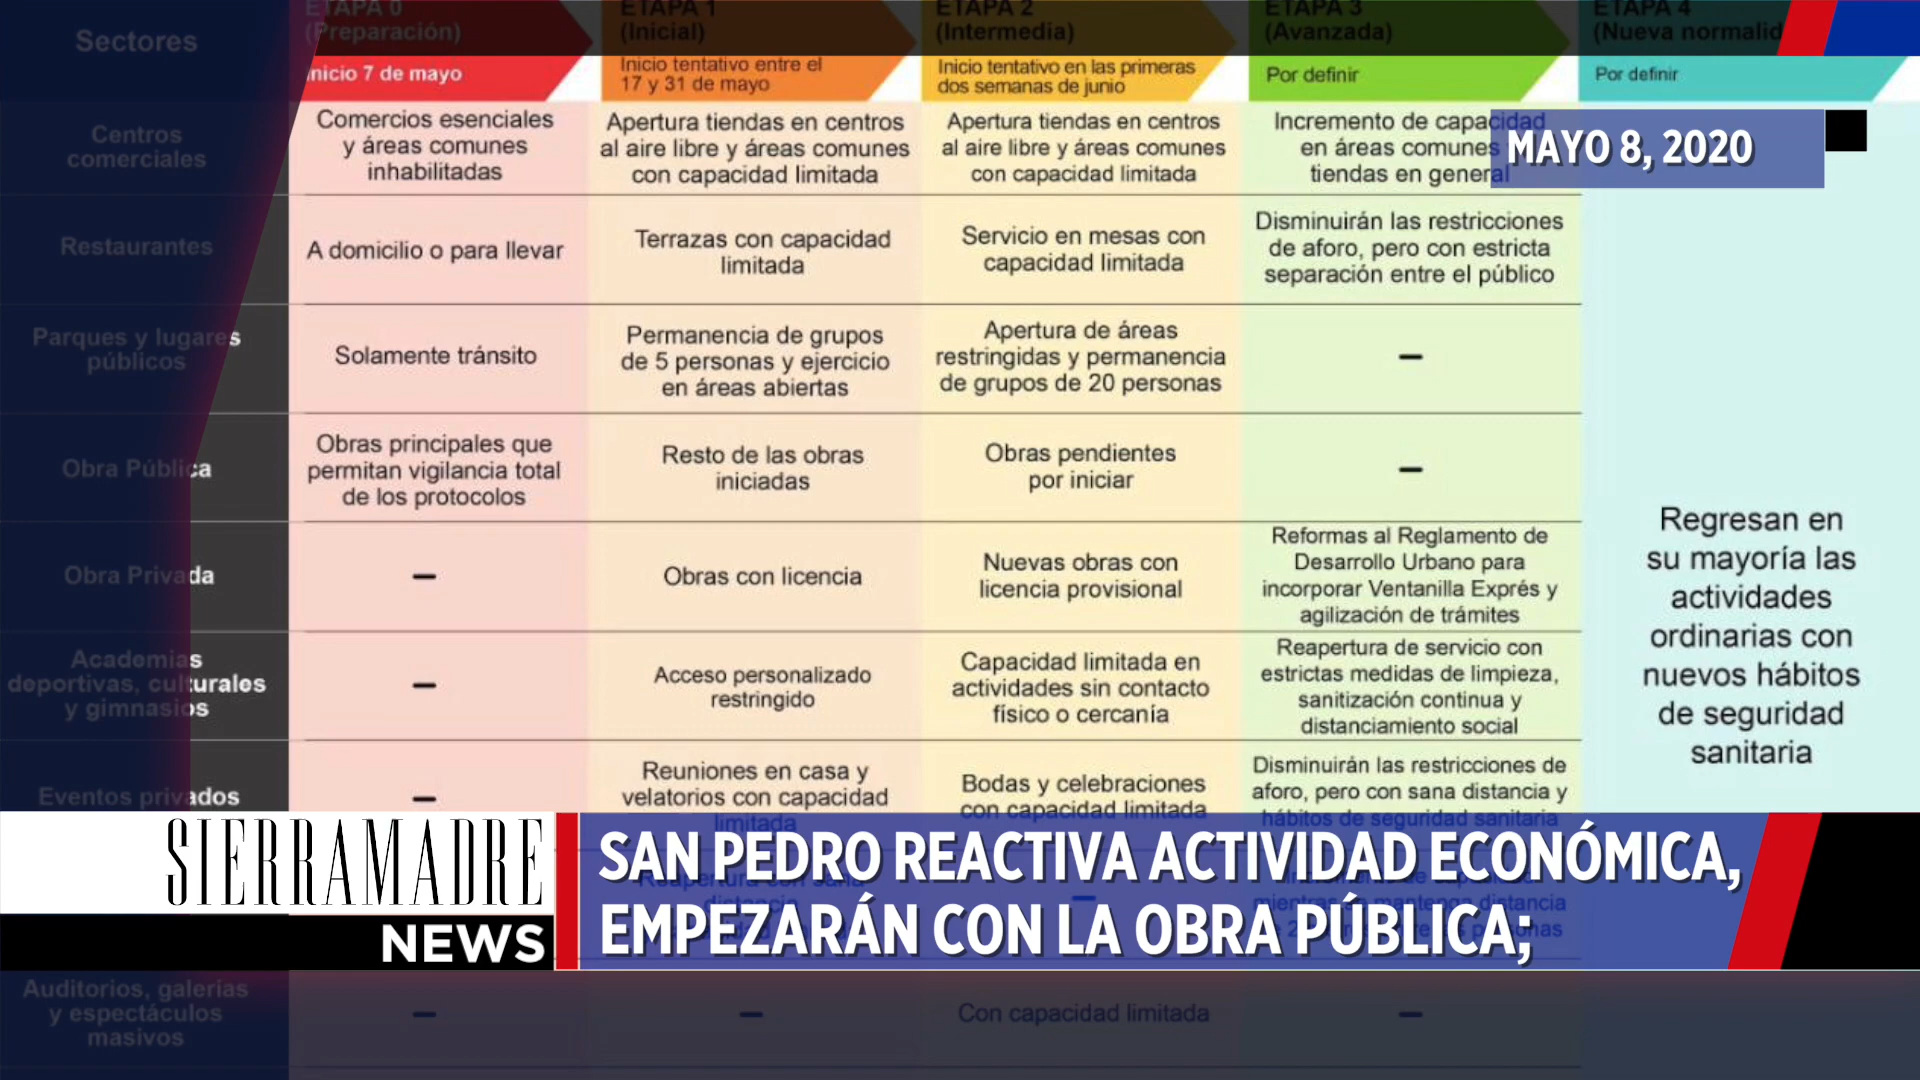 Sectores
ETAPA 0
(Preparación)
Inicio 7 de mayo
ETAPA 1
(Inicial)
Inicio tentativo entre el
17 y 31 de mayo
ETAPA 2
(Intermedia)
Inicio tentativo en las primeras
dos semanas de junio
ETAPA 3
(Avanzada)
Por definir
ETAPA 4
(Nueva normalid
Por definir
MAYO 8, 2020
Centros
comerciales
Comercios esenciales
y áreas comunes
inhabilitadas
Apertura tiendas en centros
al aire libre y áreas comunes
con capacidad limitada
Apertura tiendas en centros
al aire libre y áreas comunes
con capacidad limitada
Incremento de capacidad
en áreas comunes
tiendas en general
Restaurantes
A domicilio o para llevar
Terrazas con capacidad
limitada
Servicio en mesas con
capacidad limitada
Disminuirán las restricciones
de aforo, pero con estricta
separación entre el público
Parques y lugares
públicos
Solamente tránsito
Permanencia de grupos
de 5 personas y ejercicio
en áreas abiertas
Apertura de áreas
restringidas y permanencia
de grupos de 20 personas
–
Obra Pública
Obras principales que
permitan vigilancia total
de los protocolos
Resto de las obras
iniciadas
Obras pendientes
por iniciar
–
Obra Privada
–
Obras con licencia
Nuevas obras con
licencia provisional
Reformas al Reglamento de
Desarrollo Urbano para
incorporar Ventanilla Exprés y
agilización de trámites
Academias
deportivas, culturales
y gimnasios
–
Acceso personalizado
restringido
Capacidad limitada en
actividades sin contacto
físico o cercanía
Reapertura de servicio con
estrictas medidas de limpieza,
sanitización continua y
distanciamiento social
Eventos privados
–
Reuniones en casa y
velatorios con capacidad
limitada
Bodas y celebraciones
con capacidad limitada
Disminuirán las restricciones de
aforo, pero con sana distancia y
hábitos de seguridad sanitaria
Regresan en
su mayoría las
actividades
ordinarias con
nuevos hábitos
de seguridad
sanitaria
SIERRAMADRE
NEWS
SAN PEDRO REACTIVA ACTIVIDAD ECONÓMICA,
EMPEZARÁN CON LA OBRA PÚBLICA;
Auditorios, galerías
y espectáculos
masivos
–
–
Con capacidad limitada
–